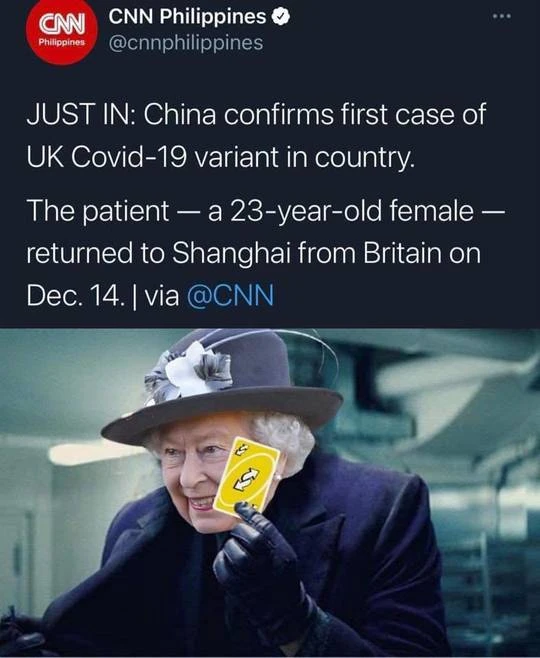 CNN
Philippines
CNN Philippines
@cnnphilippines
JUST IN: China confirms first case of
UK Covid-19 variant in country.
The patient — a 23-year-old female —
returned to Shanghai from Britain on
Dec. 14. | via @CNN